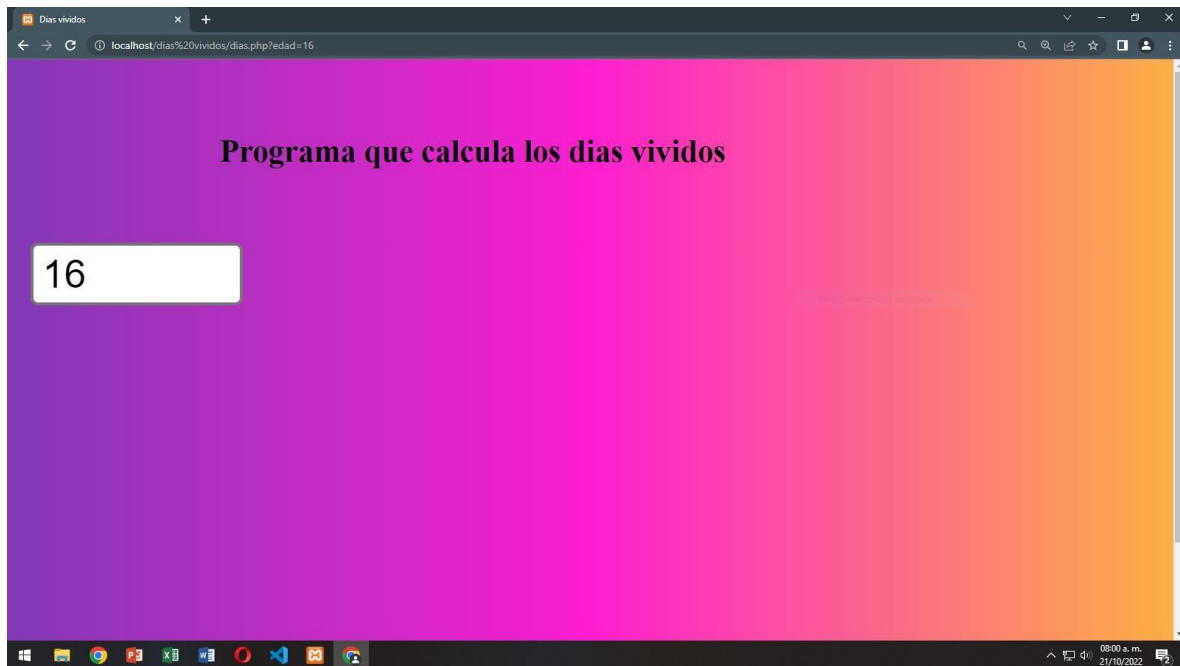 Dias vividos
localhost/dias%20vividos/dias.php?edad=16
Programa que calcula los dias vividos
16
08:00 a. m.
21/10/2022
2